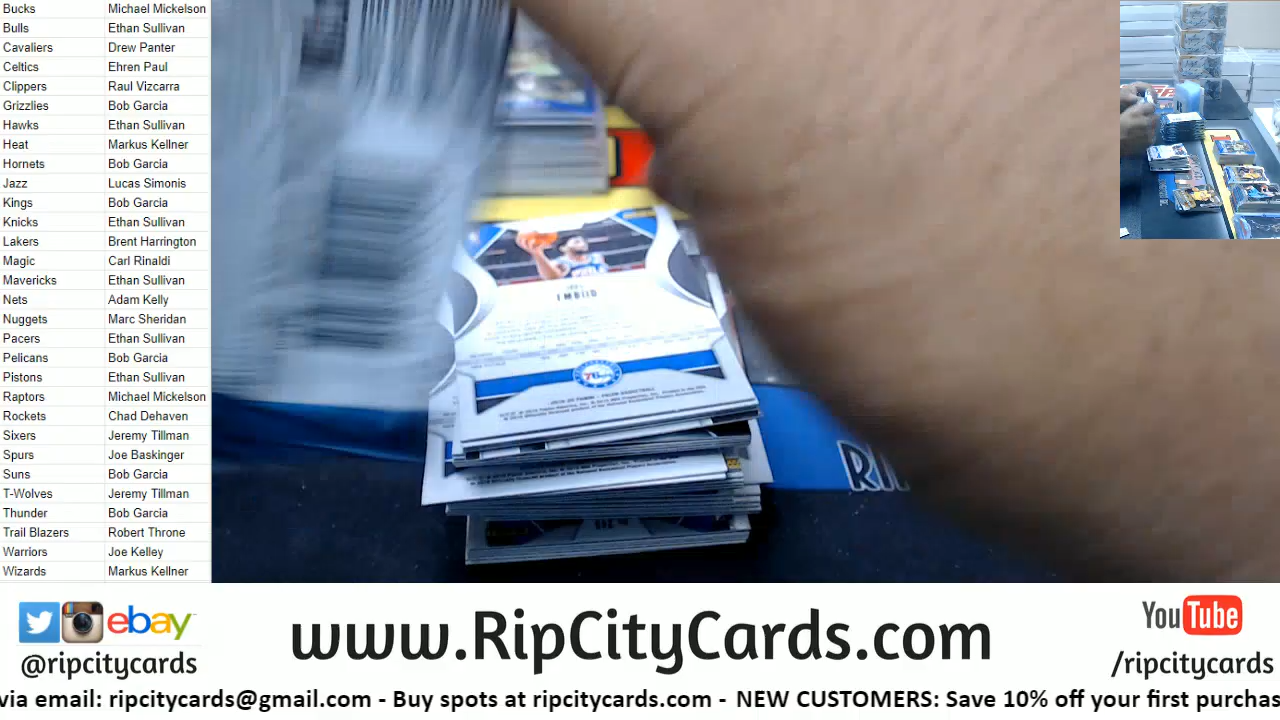 Bucks Michael Mickelson
Bulls Ethan Sullivan
Cavaliers Drew Panter
Celtics Ehren Paul
Clippers Raul Vizcarra
Grizzlies Bob Garcia
Hawks Ethan Sullivan
Heat Markus Kellner
Hornets Bob Garcia
Jazz Lucas Simonis
Kings Bob Garcia
Knicks Ethan Sullivan
Lakers Brent Harrington
Magic Carl Rinaldi
Mavericks Ethan Sullivan
Nets Adam Kelly
Nuggets Marc Sheridan
Pacers Ethan Sullivan
Pelicans Bob Garcia
Pistons Ethan Sullivan
Raptors Michael Mickelson
Rockets Chad Dehaven
Sixers Jeremy Tillman
Spurs Joe Baskinger
Suns Bob Garcia
T-Wolves Jeremy Tillman
Thunder Bob Garcia
Trail Blazers Robert Throne
Warriors Joe Kelley
Wizards Markus Kellner
EMBIID
76ers
RI
ebay
@ripcitycards
www.RipCityCards.com
YouTube
/ripcitycards
via email: ripcitycards@gmail.com - Buy spots at ripcitycards.com - NEW CUSTOMERS: Save 10% off your first purchas